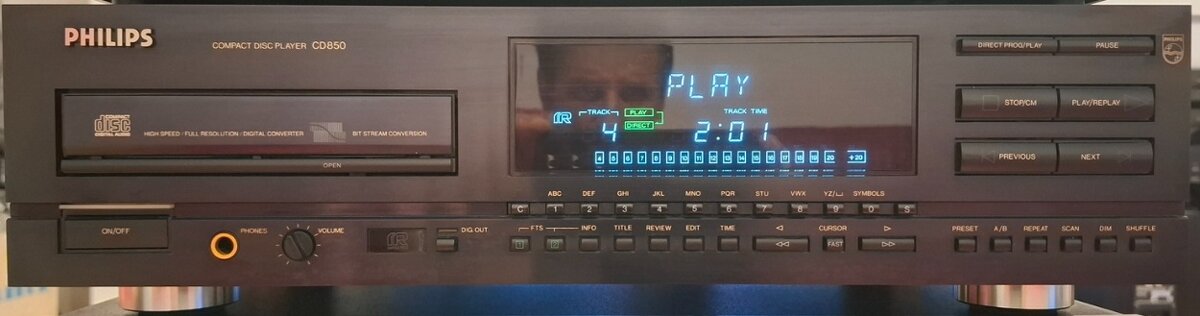 PHILIPS
COMPACT DISC PLAYER CD850
DIRECT PROG/PLAY PAUSE
PHILIPS
PLAY
TRACK PLAY TRACK TIME
IR 4 DIRECT 2:01
4 5 6 7 8 9 10 11 12 13 14 15 16 17 18 19 20 +20
COMPACT
disc
DIGITAL AUDIO
HIGH SPEED · FULL RESOLUTION · DIGITAL CONVERTER BIT STREAM CONVERSION
OPEN
STOP/CM PLAY/REPLAY
PREVIOUS NEXT
ABC DEF GHI JKL MNO PQR STU VWX YZ/⌴ SYMBOLS
C 1 2 3 4 5 6 7 8 9 0 S
ON/OFF
PHONES VOLUME
IR
DIG OUT
FTS INFO TITLE REVIEW EDIT TIME CURSOR PRESET A/B REPEAT SCAN DIM SHUFFLE
1 2 FAST